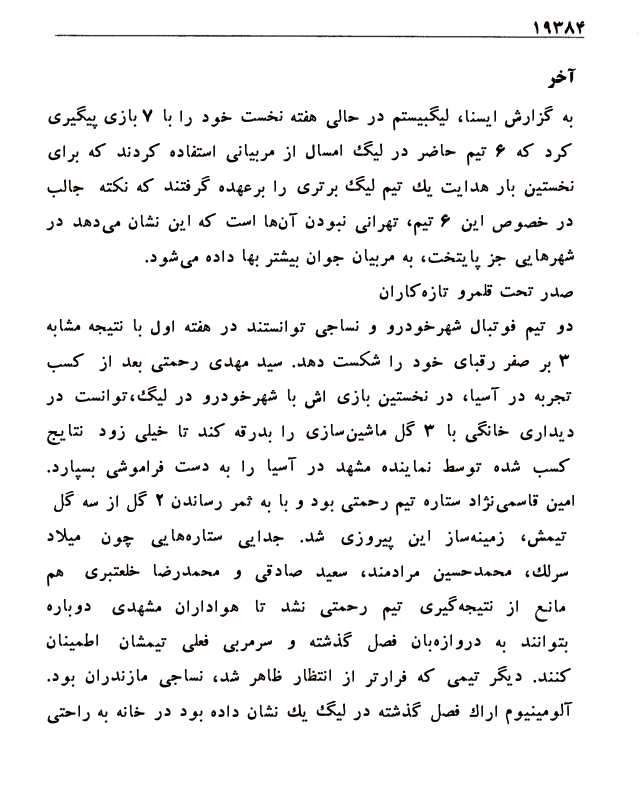 ۱۹۳۸۴
آخر
به گزارش ایسنا، لیگبیستم در حالی هفته نخست خود را با ۷ بازی پیگیری
کرد که ۶ تیم حاضر در لیگ امسال از مربیانی استفاده کردند که برای
نخستین بار هدایت یك تیم لیگ برتری را برعهده گرفتند که نکته جالب
در خصوص این ۶ تیم، تهرانی نبودن آن‌ها است که این نشان می‌دهد در
شهرهایی جز پایتخت، به مربیان جوان بیشتر بها داده می‌شود.
صدر تحت قلمرو تازه‌کاران
دو تیم فوتبال شهرخودرو و نساجی توانستند در هفته اول با نتیجه مشابه
۳ بر صفر رقبای خود را شکست دهد. سید مهدی رحمتی بعد از کسب
تجربه در آسیا، در نخستین بازی اش با شهرخودرو در لیگ،توانست در
دیداری خانگی با ۳ گل ماشین‌سازی را بدرقه کند تا خیلی زود نتایج
کسب شده توسط نماینده مشهد در آسیا را به دست فراموشی بسپارد.
امین قاسمی‌نژاد ستاره تیم رحمتی بود و با به ثمر رساندن ۲ گل از سه گل
تیمش، زمینه‌ساز این پیروزی شد. جدایی ستاره‌هایی چون میلاد
سرلك، محمدحسین مرادمند، سعید صادقی و محمدرضا خلعتبری هم
مانع از نتیجه‌گیری تیم رحمتی نشد تا هواداران مشهدی دوباره
بتوانند به دروازه‌بان فصل گذشته و سرمربی فعلی تیمشان اطمینان
کنند. دیگر تیمی که فرارتر از انتظار ظاهر شد، نساجی مازندران بود.
آلومینیوم اراك فصل گذشته در لیگ یك نشان داده بود در خانه به راحتی